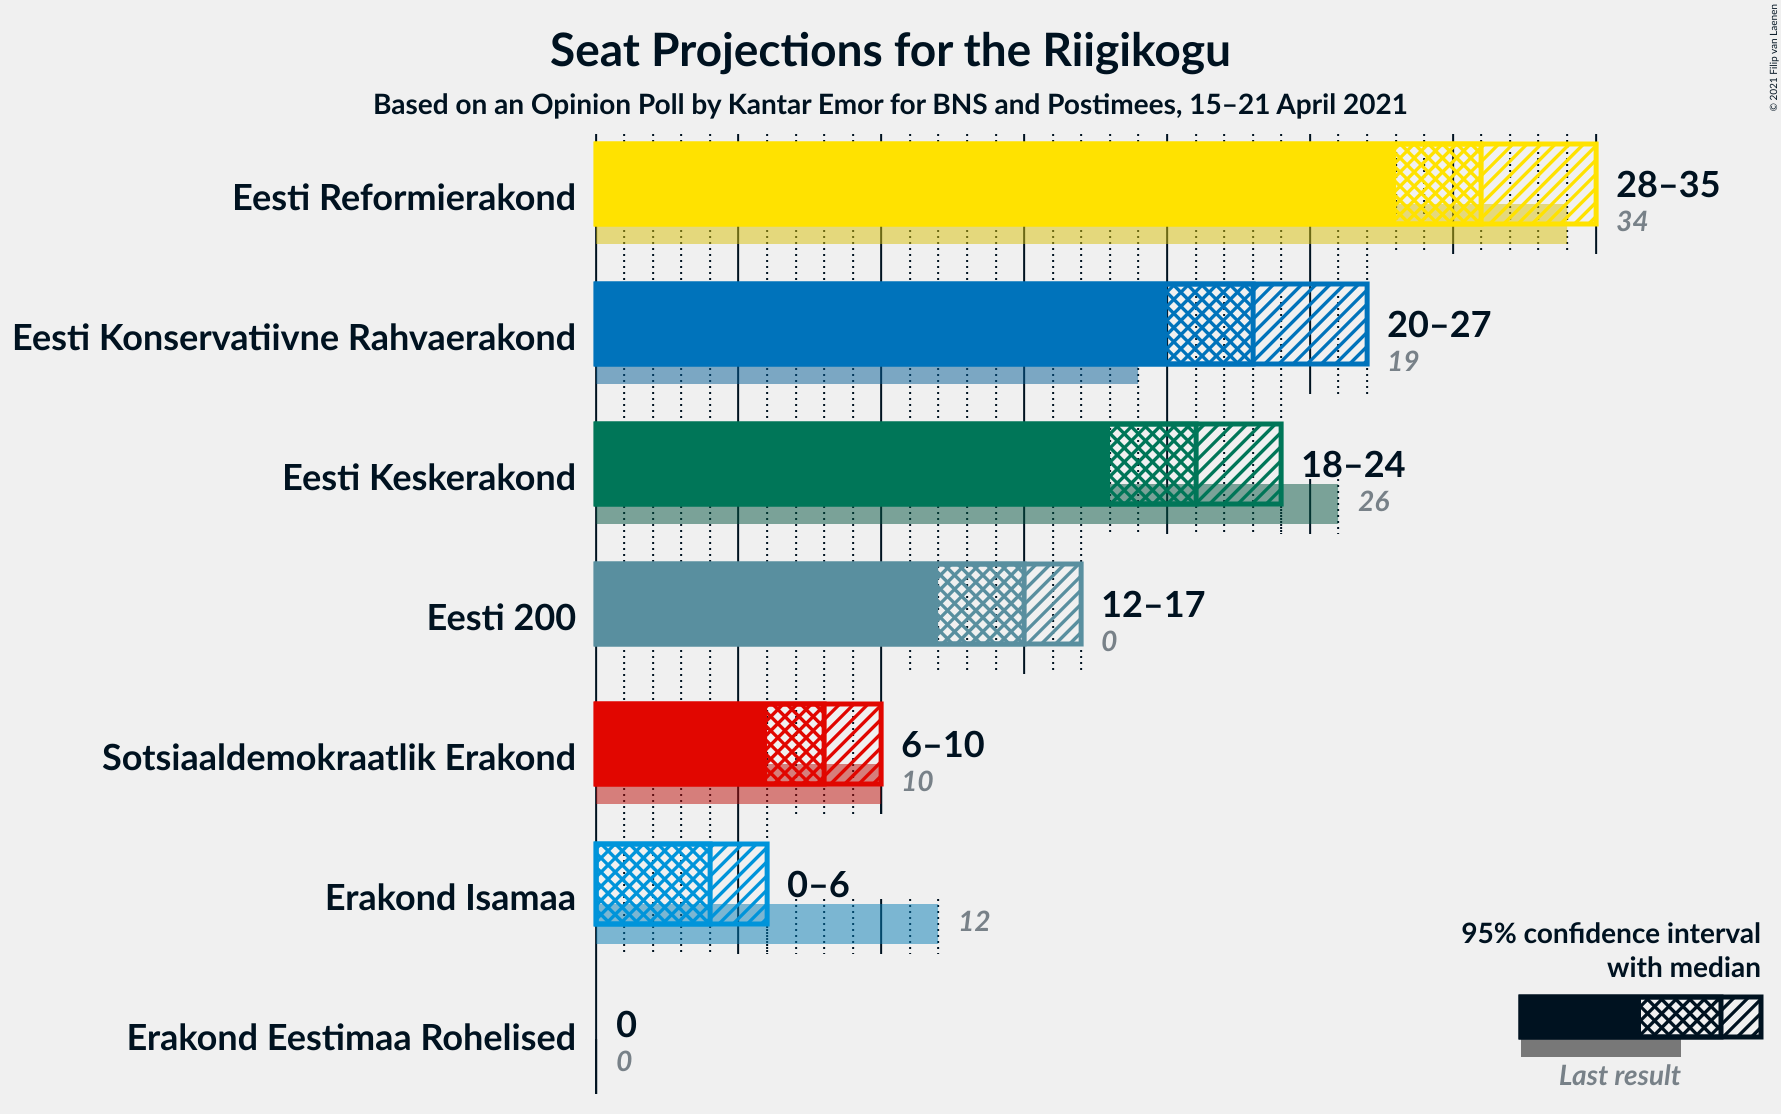 Seat Projections for the Riigikogu
Based on an Opinion Poll by Kantar Emor for BNS and Postimees, 15–21 April 2021
© 2021 Filip van Laenen
Eesti Reformierakond
28–35
34
Eesti Konservatiivne Rahvaerakond
20–27
19
Eesti Keskerakond
18–24
26
Eesti 200
12–17
0
Sotsiaaldemokraatlik Erakond
6–10
10
Erakond Isamaa
0–6
12
Erakond Eestimaa Rohelised
0
0
95% confidence interval
with median
Last result